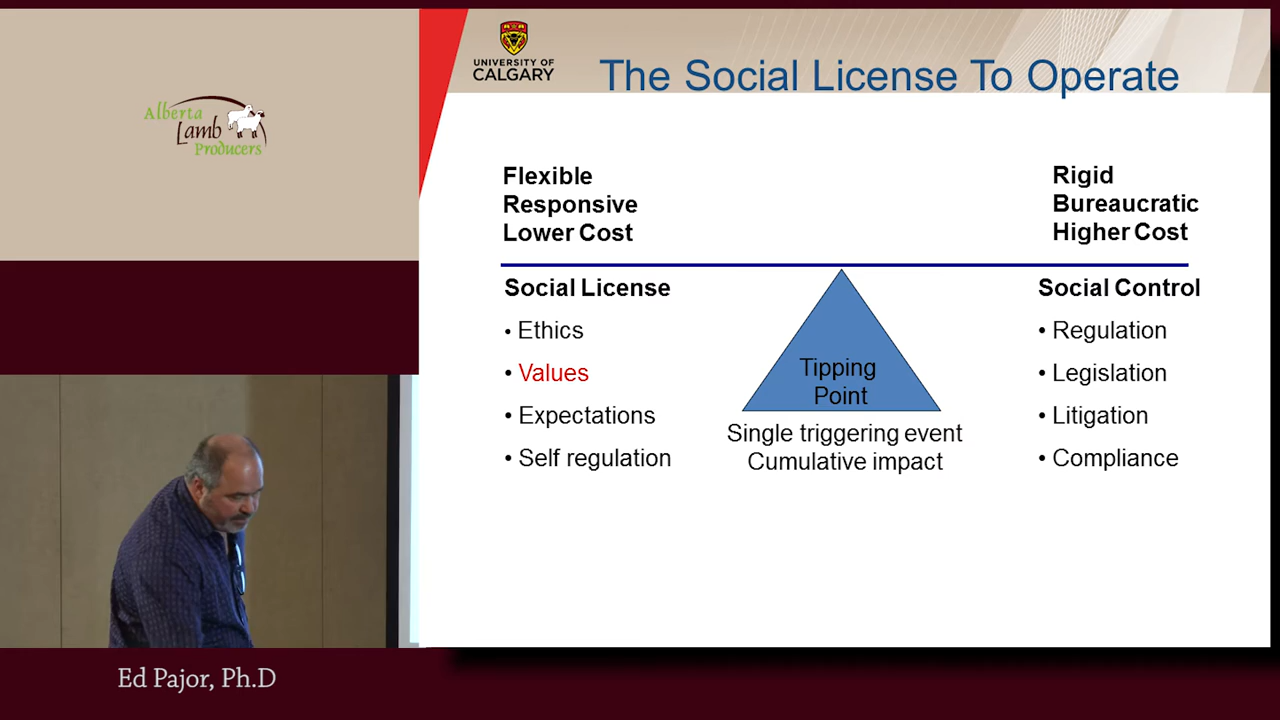 Alberta
Lamb
Producers
UNIVERSITY OF
CALGARY
The Social License To Operate
Flexible
Responsive
Lower Cost
Rigid
Bureaucratic
Higher Cost
Social License
• Ethics
• Values
• Expectations
• Self regulation
Tipping
Point
Single triggering event
Cumulative impact
Social Control
• Regulation
• Legislation
• Litigation
• Compliance
Ed Pajor, Ph.D